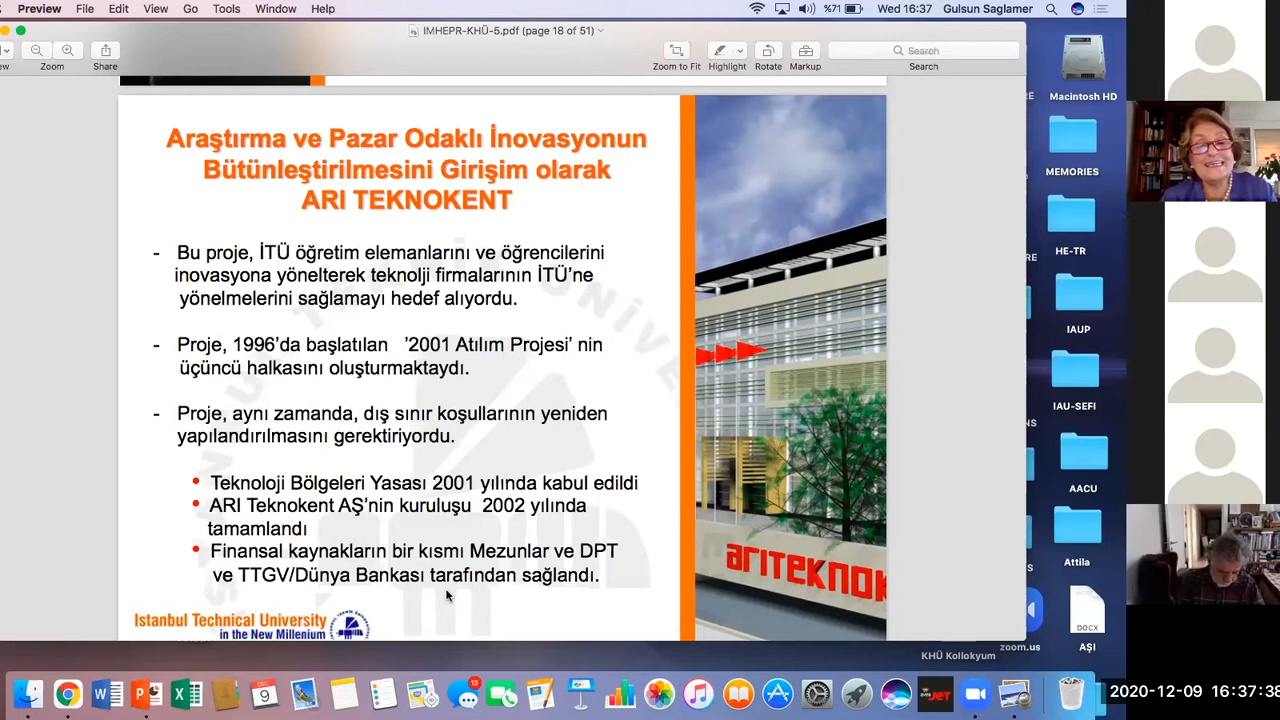 Preview File Edit View Go Tools Window Help %71 Wed 16:37 Gulsun Saglamer
IMHEPR-KHÜ-5.pdf (page 18 of 51)
Search
Zoom Share Zoom to Fit Highlight Rotate Markup Search
Araştırma ve Pazar Odaklı İnovasyonun
Bütünleştirilmesini Girişim olarak
ARI TEKNOKENT
- Bu proje, İTÜ öğretim elemanlarını ve öğrencilerini
inovasyona yönelterek teknolji firmalarının İTÜ'ne
yönelmelerini sağlamayı hedef alıyordu.
- Proje, 1996'da başlatılan '2001 Atılım Projesi' nin
üçüncü halkasını oluşturmaktaydı.
- Proje, aynı zamanda, dış sınır koşullarının yeniden
yapılandırılmasını gerektiriyordu.
• Teknoloji Bölgeleri Yasası 2001 yılında kabul edildi
• ARI Teknokent AŞ'nin kuruluşu 2002 yılında
tamamlandı
• Finansal kaynakların bir kısmı Mezunlar ve DPT
ve TTGV/Dünya Bankası tarafından sağlandı.
Istanbul Technical University
in the New Millenium
arıteknok
Macintosh HD
MEMORIES
HE-TR
IAUP
IAU-SEFI
AACU
Attila
DOCX
AŞI
zoom.us
KHÜ Kollokyum
DEC
9
13
JET
2020-12-09 16:37:38